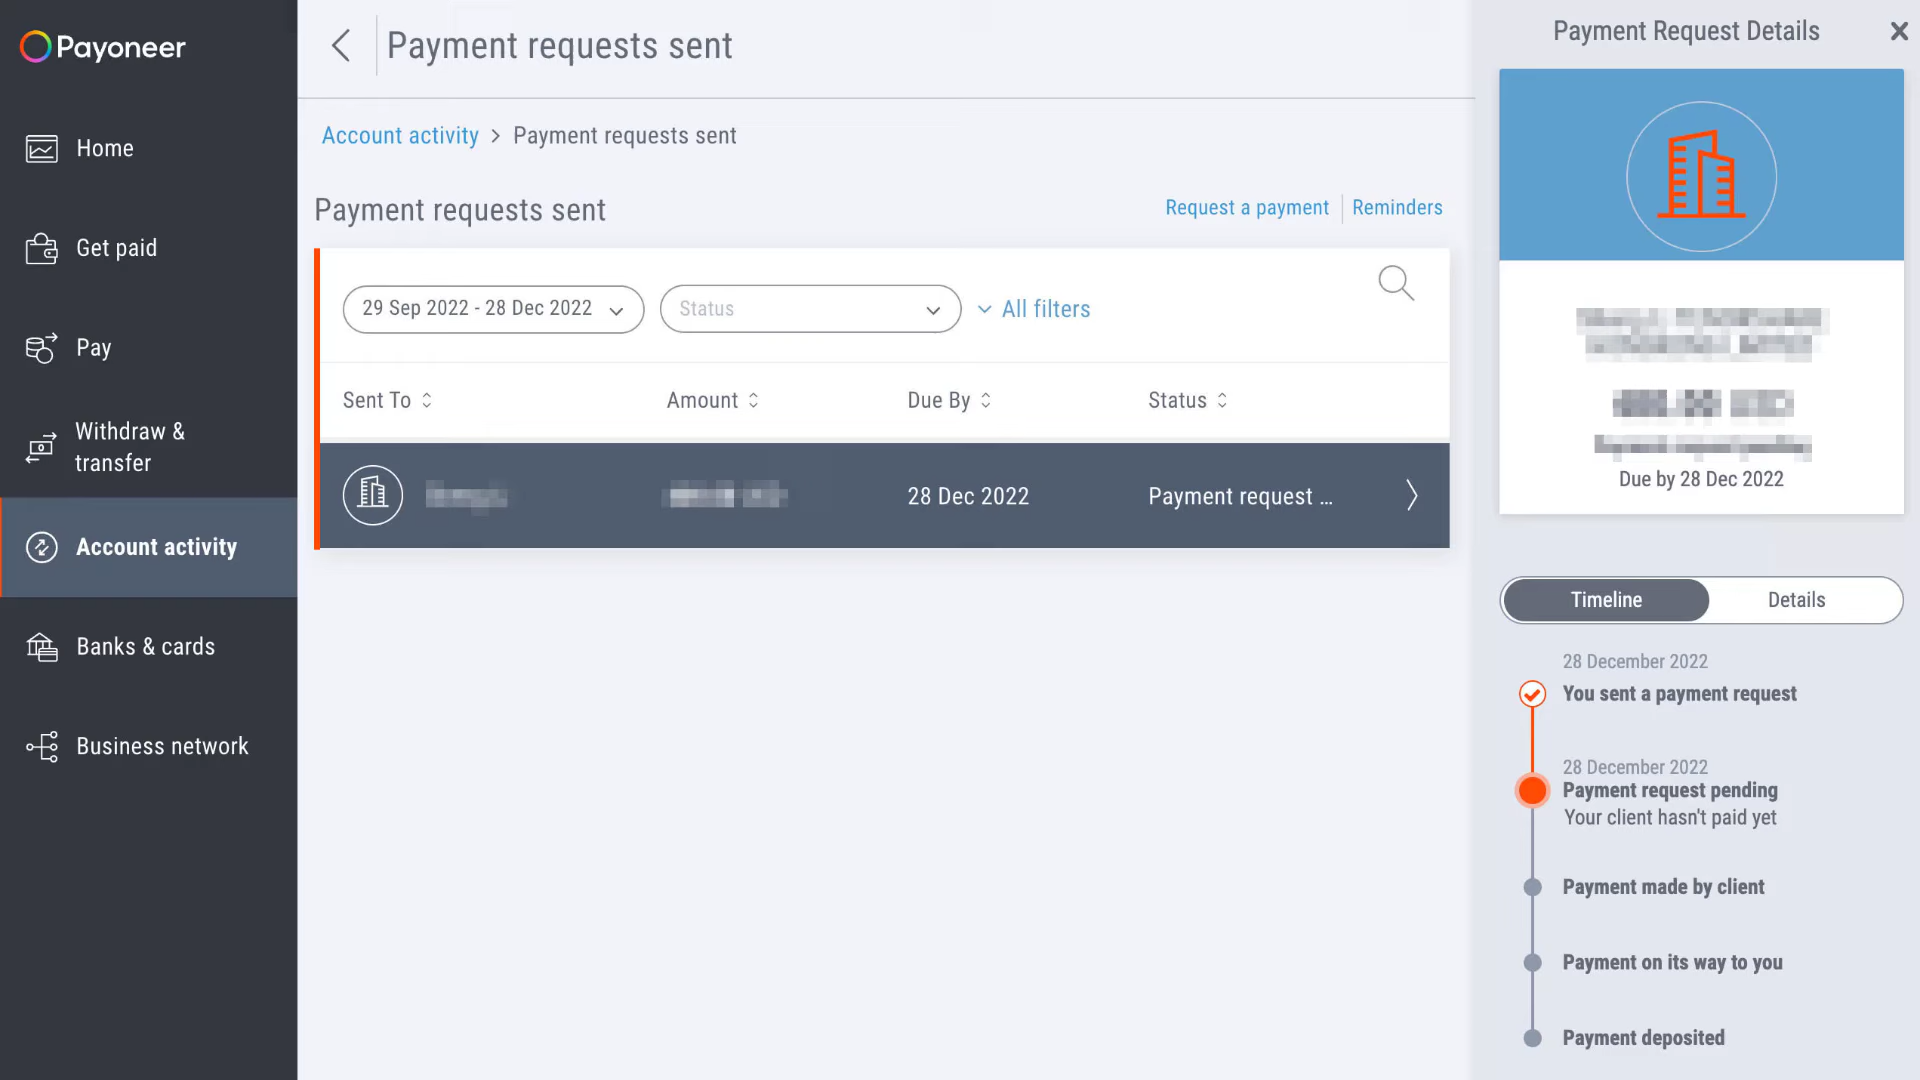 Payoneer
Home
Get paid
Pay
Withdraw &
transfer
Account activity
Banks & cards
Business network
Payment requests sent
Account activity > Payment requests sent
Payment requests sent
Request a payment
Reminders
29 Sep 2022 - 28 Dec 2022
Status
All filters
Sent To
Amount
Due By
Status
28 Dec 2022
Payment request ...
Payment Request Details
Due by 28 Dec 2022
Timeline
Details
28 December 2022
You sent a payment request
28 December 2022
Payment request pending
Your client hasn't paid yet
Payment made by client
Payment on its way to you
Payment deposited